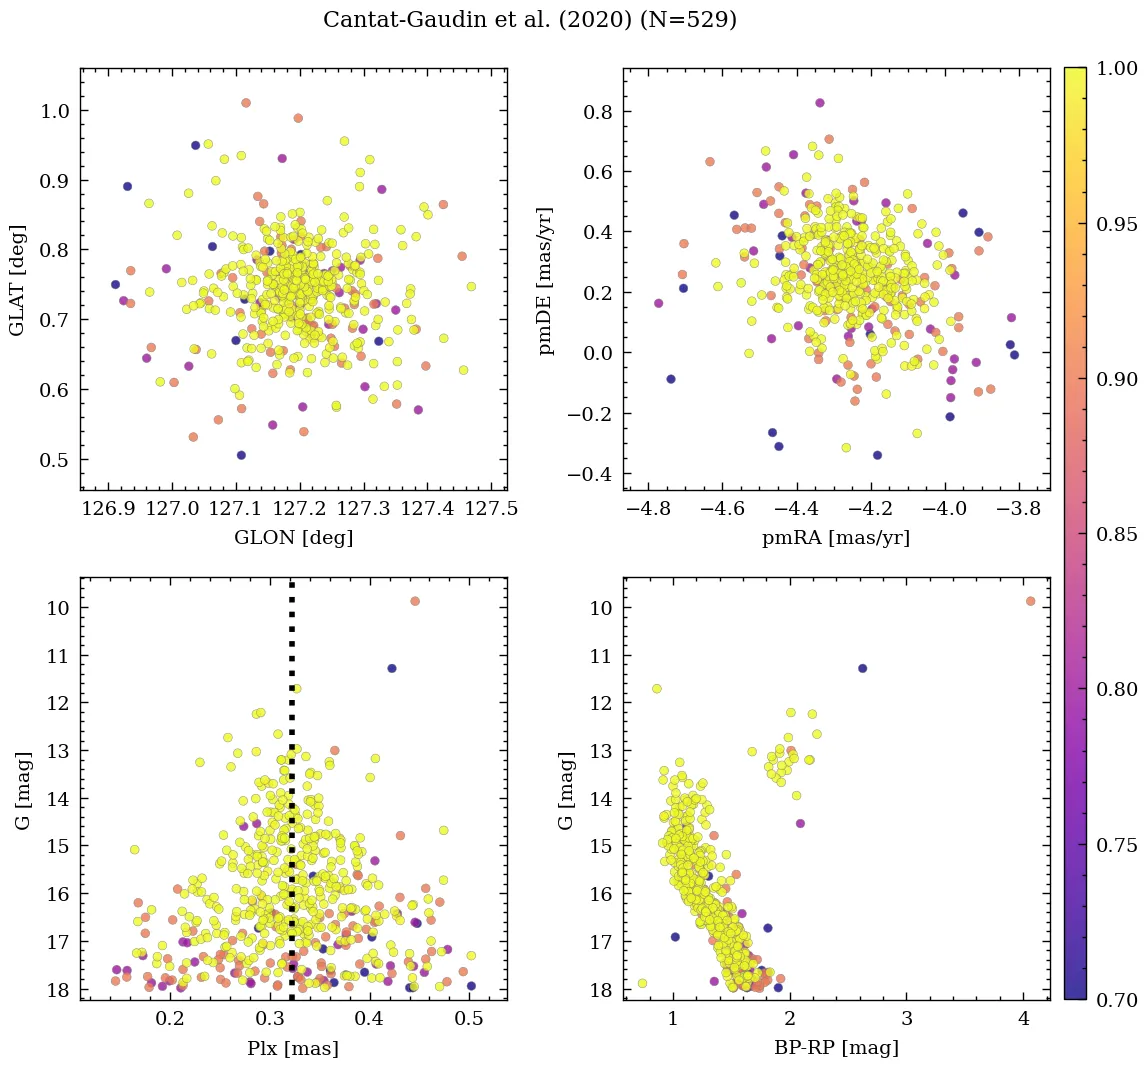 Cantat-Gaudin et al. (2020) (N=529)
1.0
0.9
0.8
0.7
0.6
0.5
GLAT [deg]
126.9 127.0 127.1 127.2 127.3 127.4 127.5
GLON [deg]
0.8
0.6
0.4
0.2
0.0
−0.2
−0.4
pmDE [mas/yr]
−4.8 −4.6 −4.4 −4.2 −4.0 −3.8
pmRA [mas/yr]
10
11
12
13
14
15
16
17
18
G [mag]
0.2 0.3 0.4 0.5
Plx [mas]
10
11
12
13
14
15
16
17
18
G [mag]
1 2 3 4
BP-RP [mag]
1.00
0.95
0.90
0.85
0.80
0.75
0.70